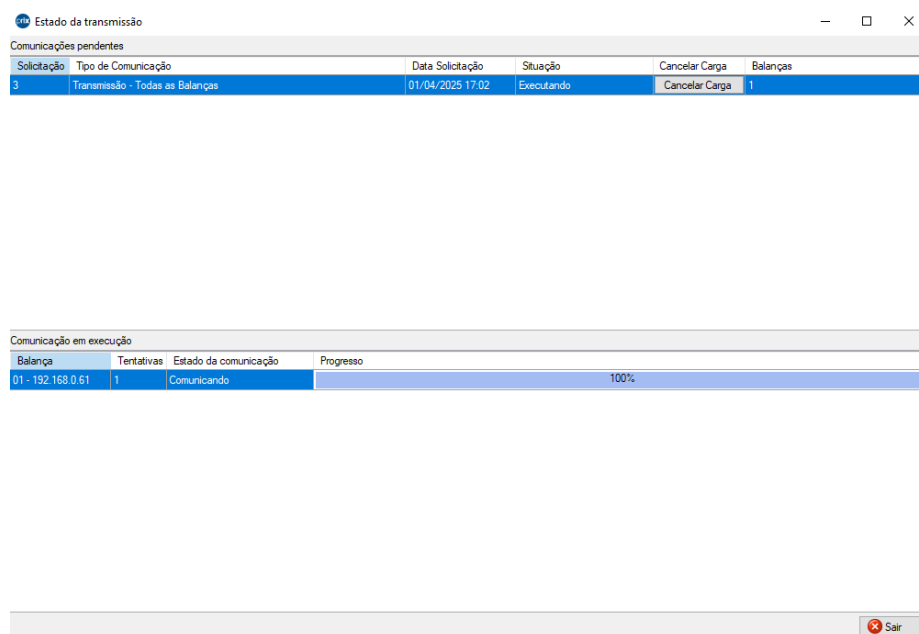 prix Estado da transmissão
Comunicações pendentes
Solicitação Tipo de Comunicação Data Solicitação Situação Cancelar Carga Balanças
3 Transmissão - Todas as Balanças 01/04/2025 17:02 Executando Cancelar Carga 1
Comunicação em execução
Balança Tentativas Estado da comunicação Progresso
01 - 192.168.0.61 1 Comunicando 100%
Sair